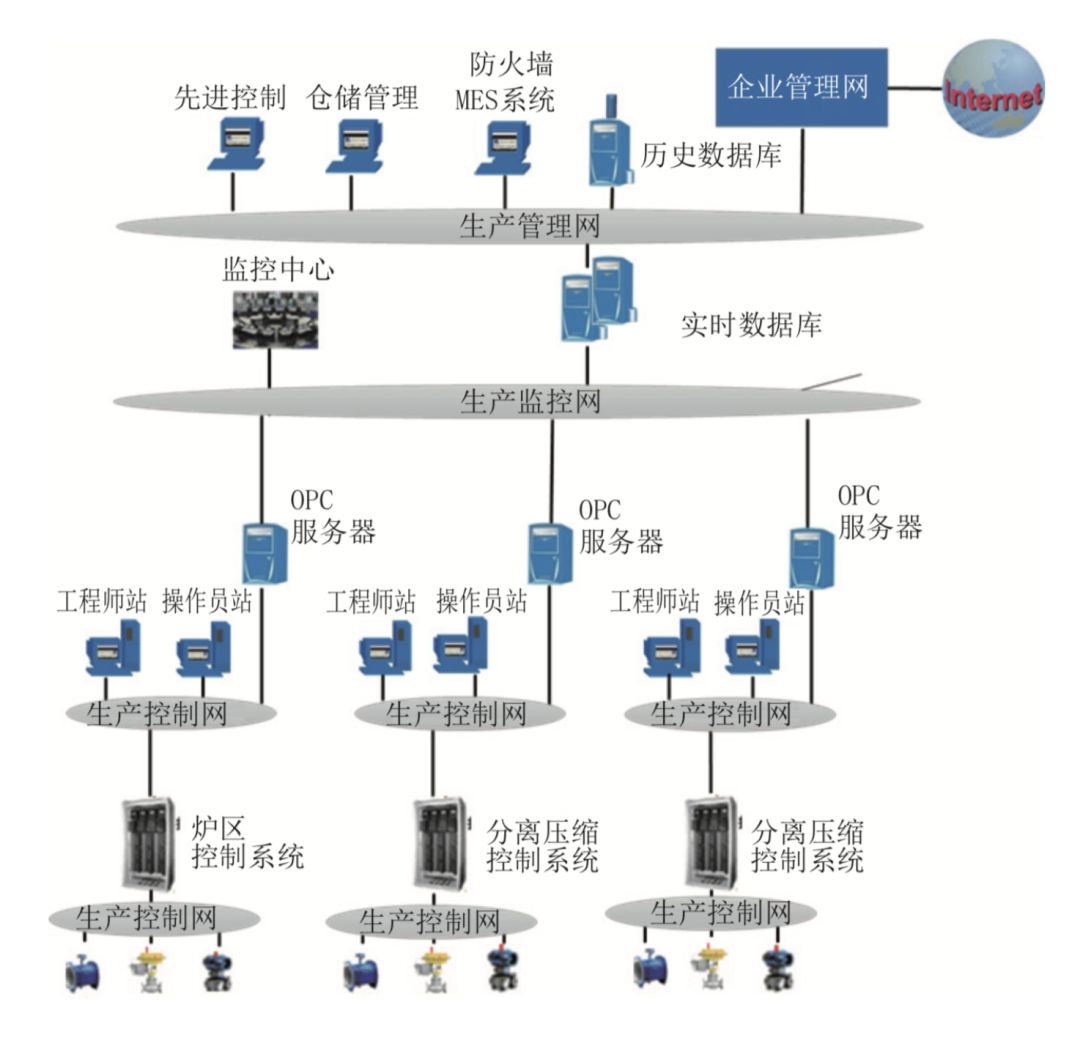 防火墙
MES系统
先进控制
仓储管理
企业管理网
Internet
历史数据库
生产管理网
监控中心
实时数据库
生产监控网
OPC
服务器
OPC
服务器
OPC
服务器
工程师站
操作员站
工程师站
操作员站
工程师站
操作员站
生产控制网
生产控制网
生产控制网
炉区
控制系统
分离压缩
控制系统
分离压缩
控制系统
生产控制网
生产控制网
生产控制网